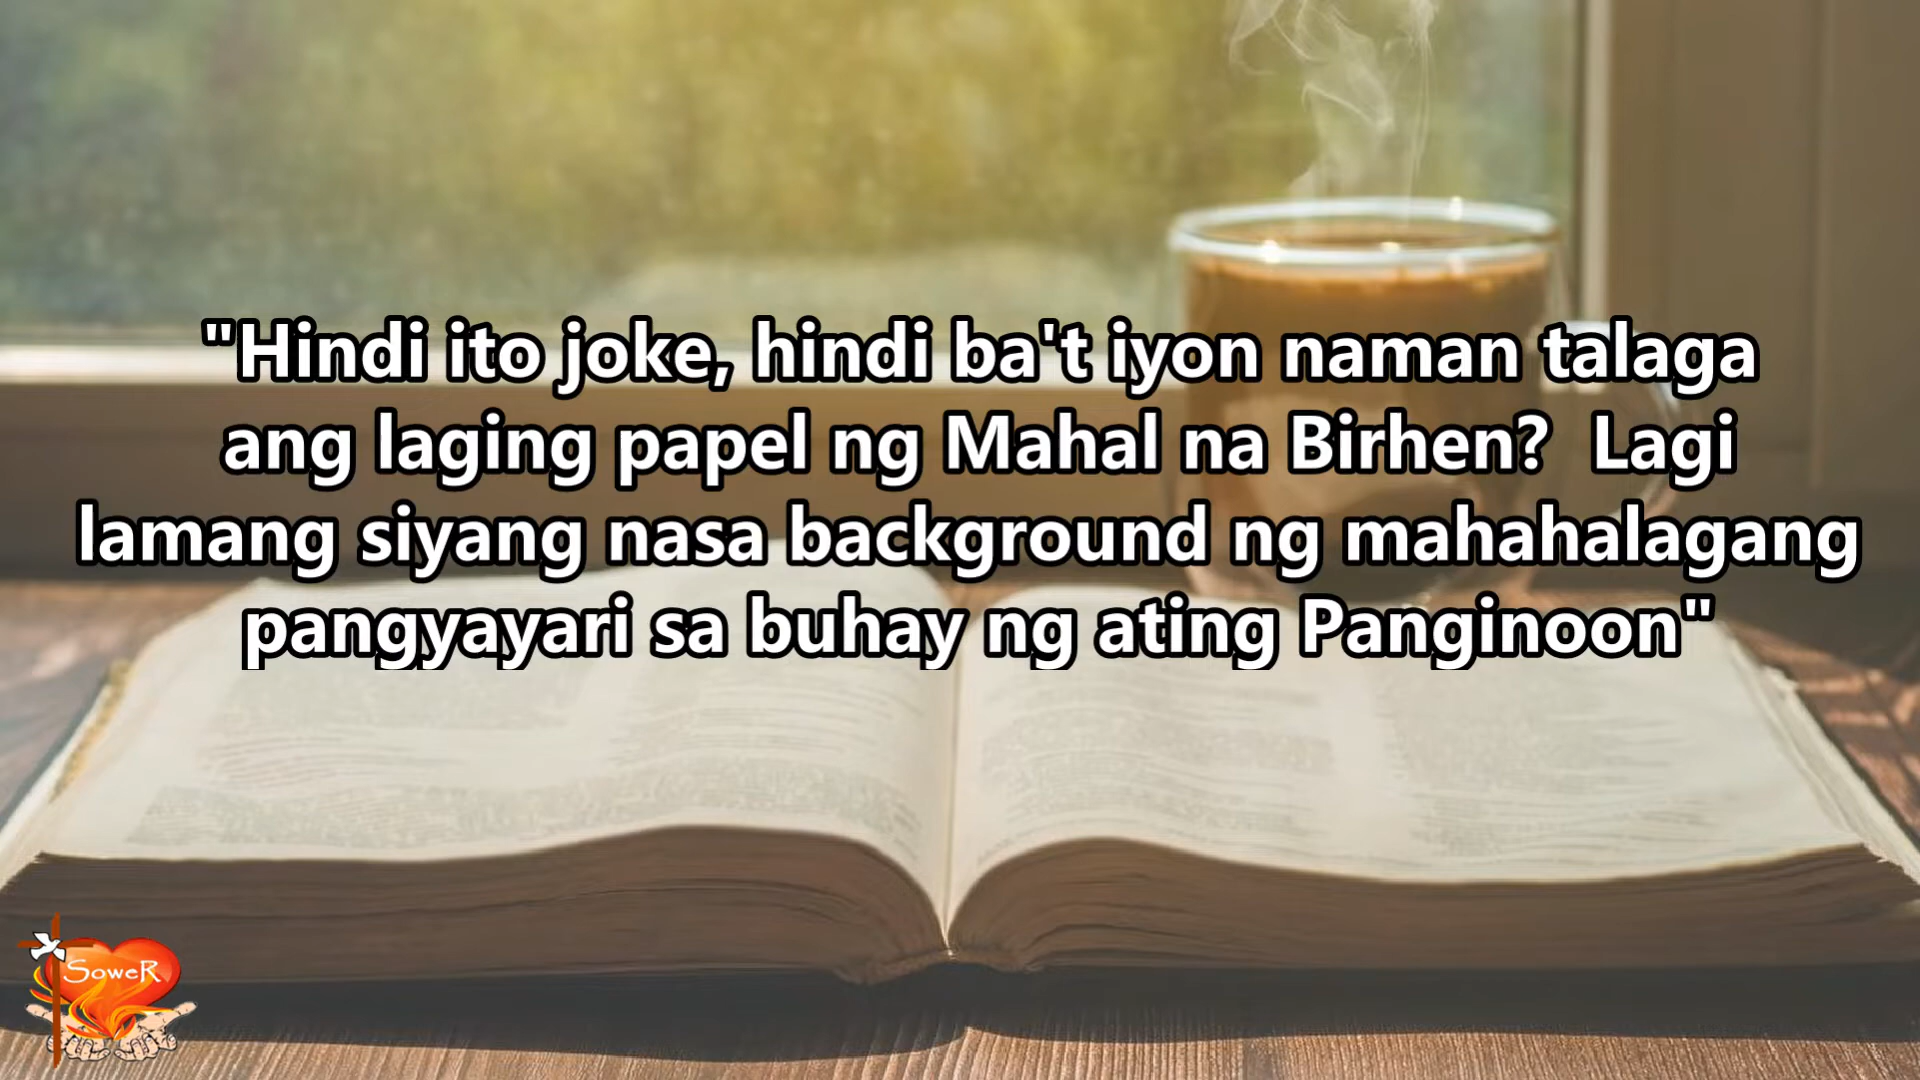 "Hindi ito joke, hindi ba't iyon naman talaga
ang laging papel ng Mahal na Birhen?  Lagi
lamang siyang nasa background ng mahahalagang
pangyayari sa buhay ng ating Panginoon"
SoweR